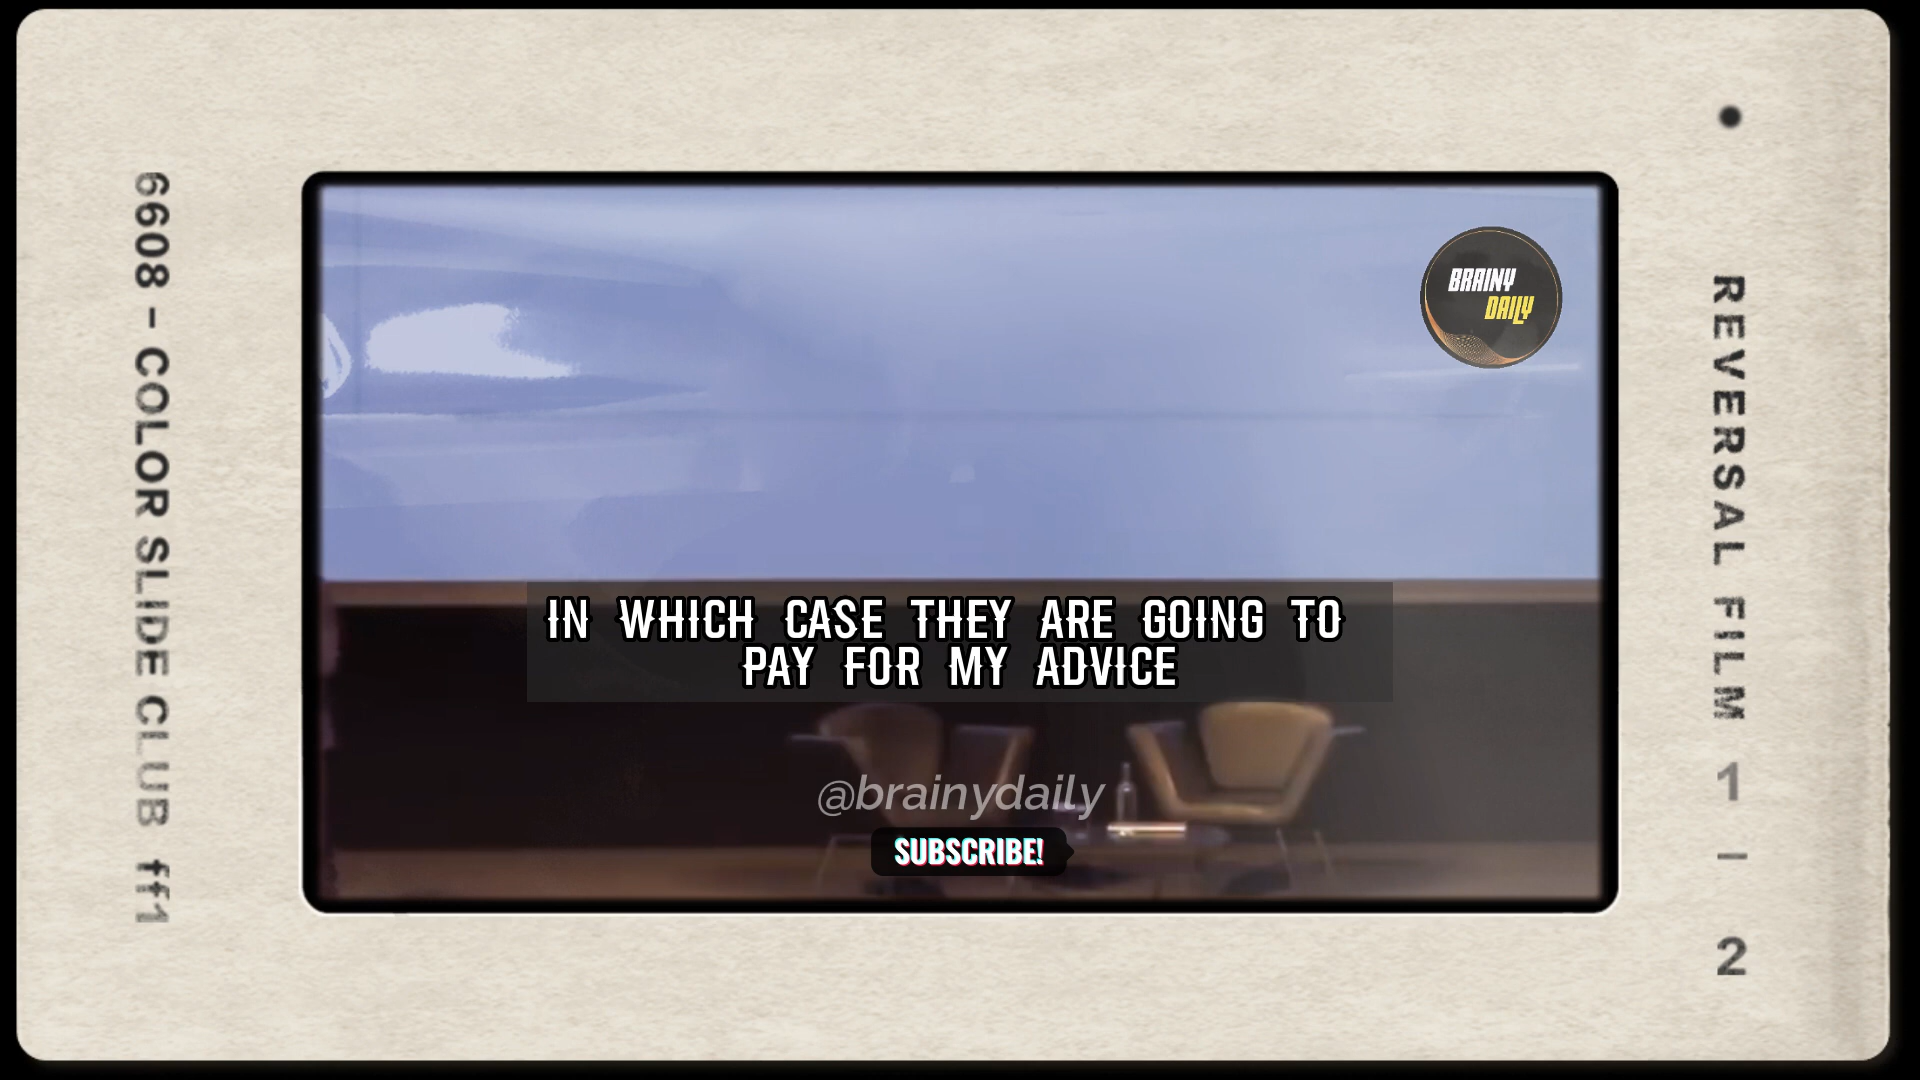 6608 - COLOR SLIDE CLUB ff1
BRAINY
DAILY
IN WHICH CASE THEY ARE GOING TO
PAY FOR MY ADVICE
@brainydaily
SUBSCRIBE!
REVERSAL FILM 1 - 2